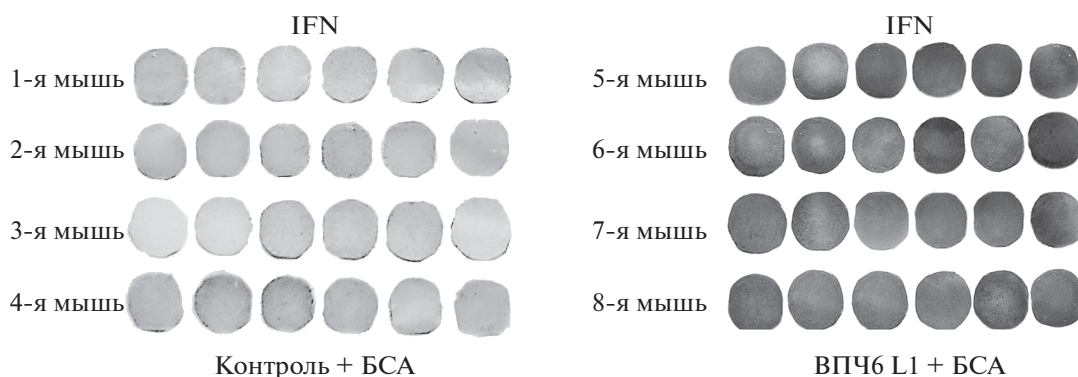 IFN
1-я мышь
2-я мышь
3-я мышь
4-я мышь
Контроль + БСА
IFN
5-я мышь
6-я мышь
7-я мышь
8-я мышь
ВПЧ6 L1 + БСА